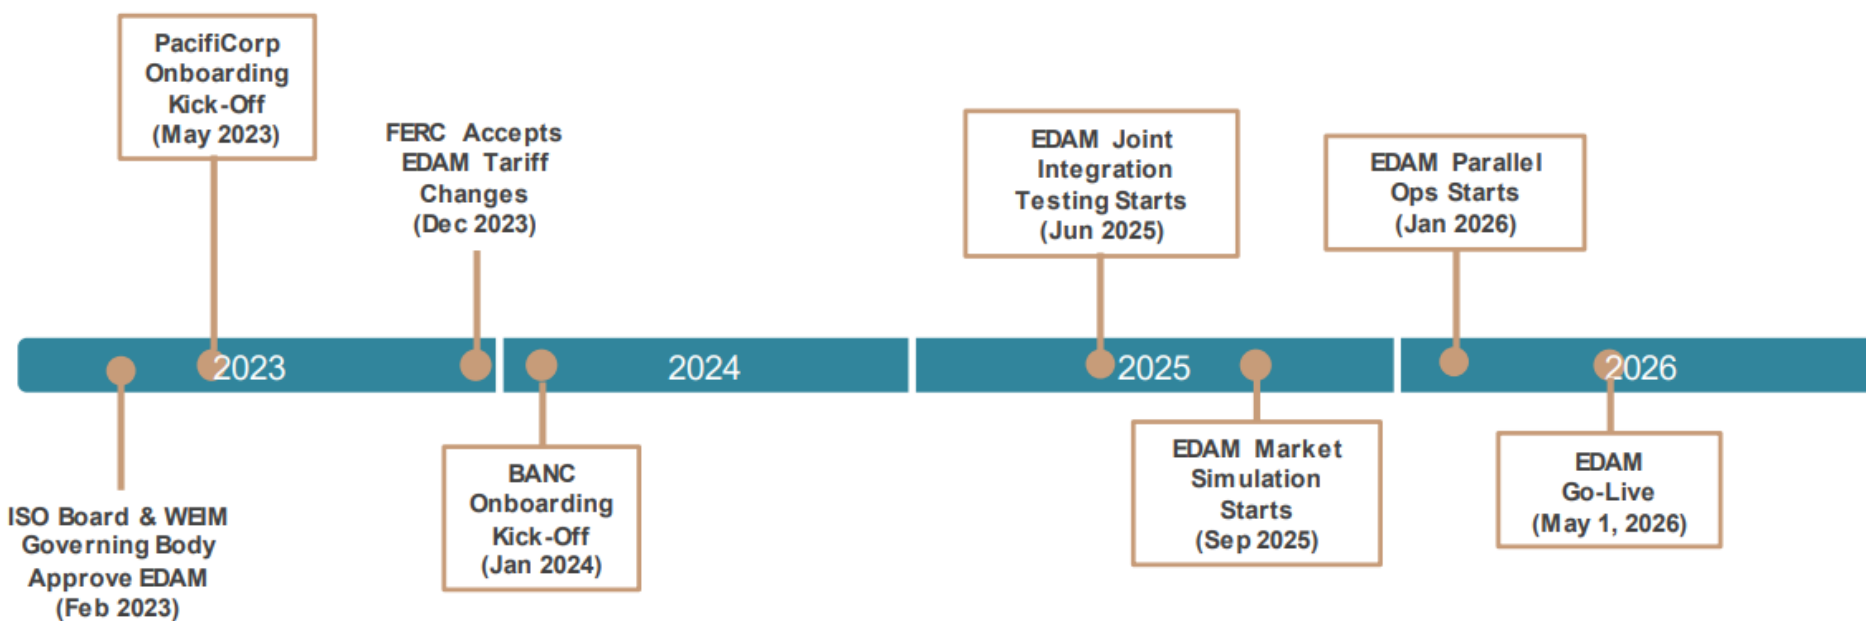 PacifiCorp
Onboarding
Kick-Off
(May 2023)
FERC Accepts
EDAM Tariff
Changes
(Dec 2023)
EDAM Joint
Integration
Testing Starts
(Jun 2025)
EDAM Parallel
Ops Starts
(Jan 2026)
2023
2024
2025
2026
ISO Board & WEIM
Governing Body
Approve EDAM
(Feb 2023)
BANC
Onboarding
Kick-Off
(Jan 2024)
EDAM Market
Simulation
Starts
(Sep 2025)
EDAM
Go-Live
(May 1, 2026)